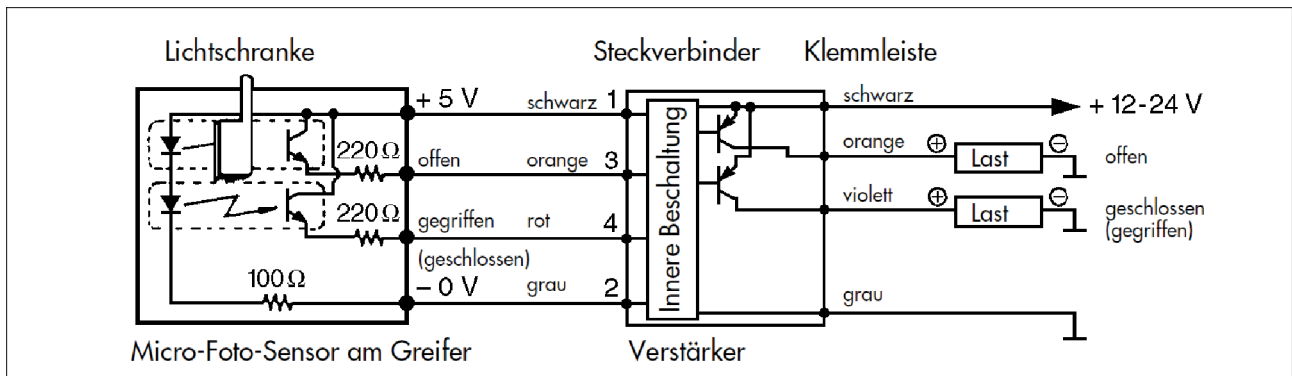 Lichtschranke
Steckverbinder
Klemmleiste
+ 5 V
schwarz
1
schwarz
+ 12-24 V
220 Ω
offen
orange
3
orange
⊕
Last
⊖
offen
220 Ω
gegriffen
rot
4
violett
⊕
Last
⊖
geschlossen
(gegriffen)
(geschlossen)
100 Ω
– 0 V
grau
2
Innere Beschaltung
grau
Micro-Foto-Sensor am Greifer
Verstärker